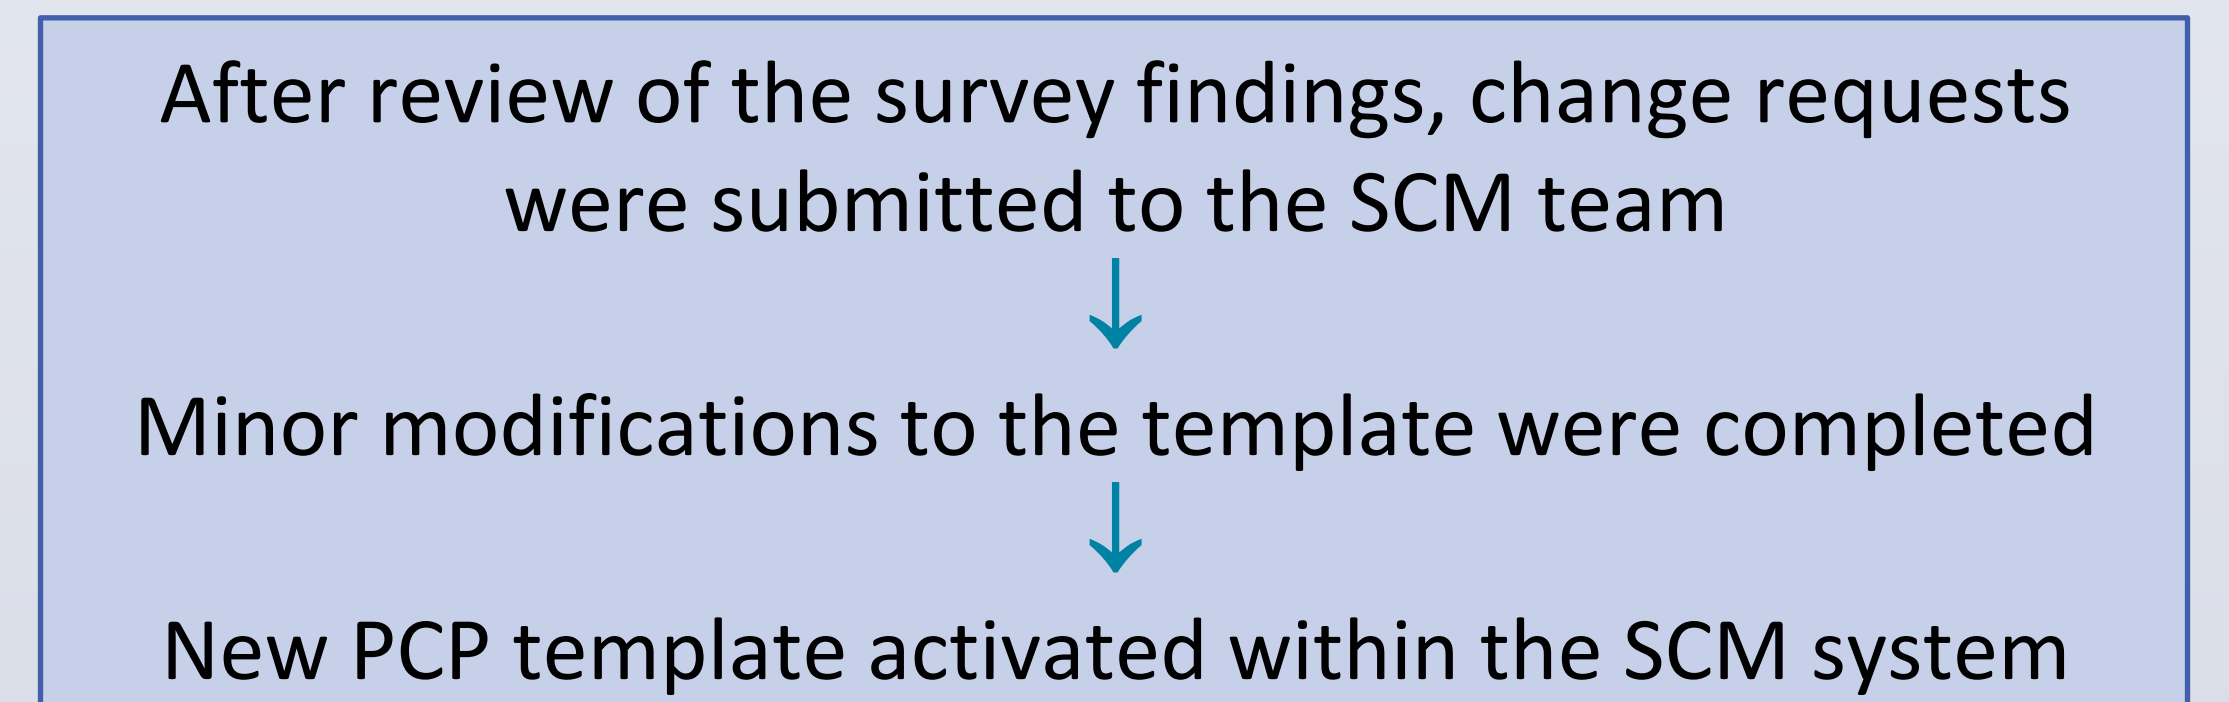 After review of the survey findings, change requests
were submitted to the SCM team
↓
Minor modifications to the template were completed
↓
New PCP template activated within the SCM system